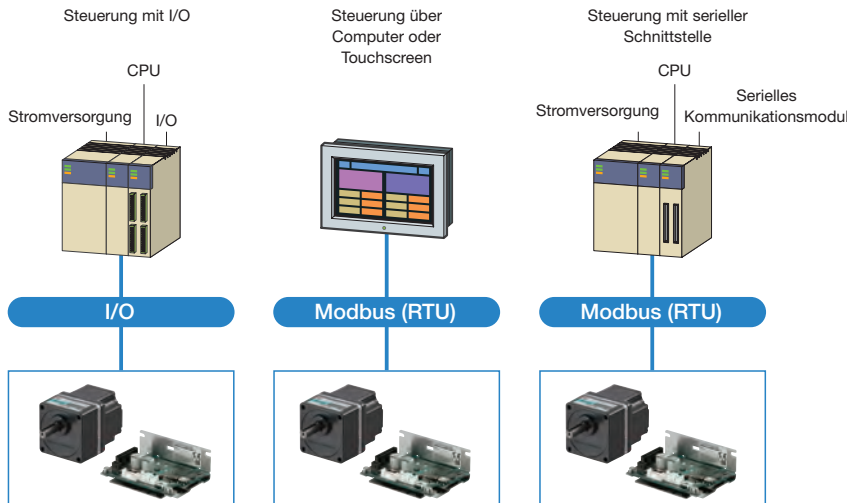 Steuerung mit I/O
CPU
Stromversorgung
I/O
I/O
Steuerung über
Computer oder
Touchscreen
Modbus (RTU)
Steuerung mit serieller
Schnittstelle
CPU
Stromversorgung
Serielles
Kommunikationsmodul
Modbus (RTU)